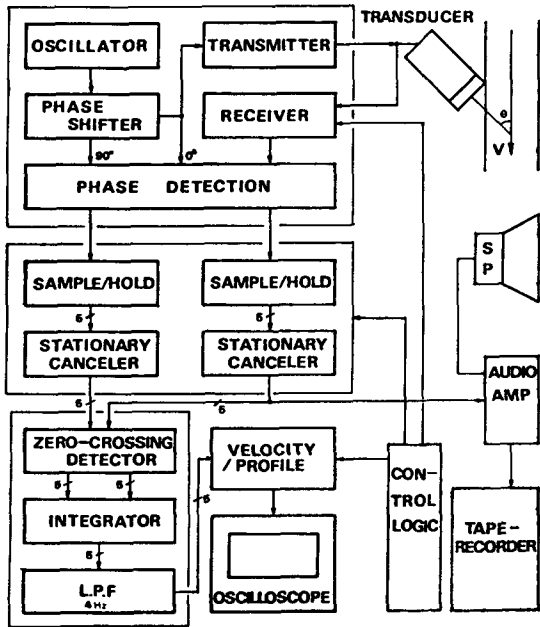 OSCILLATOR
TRANSMITTER
TRANSDUCER
PHASE
SHIFTER
RECEIVER
θ
V
90°
0°
PHASE DETECTION
SAMPLE/HOLD
SAMPLE/HOLD
S
P
5
5
STATIONARY
CANCELER
STATIONARY
CANCELER
AUDIO
AMP
5
5
ZERO-CROSSING
DETECTOR
VELOCITY
/ PROFILE
5
5
5
CON-
TROL
LOGIC
INTEGRATOR
TAPE-
RECORDER
5
L.P.F
4Hz
OSCILLOSCOPE